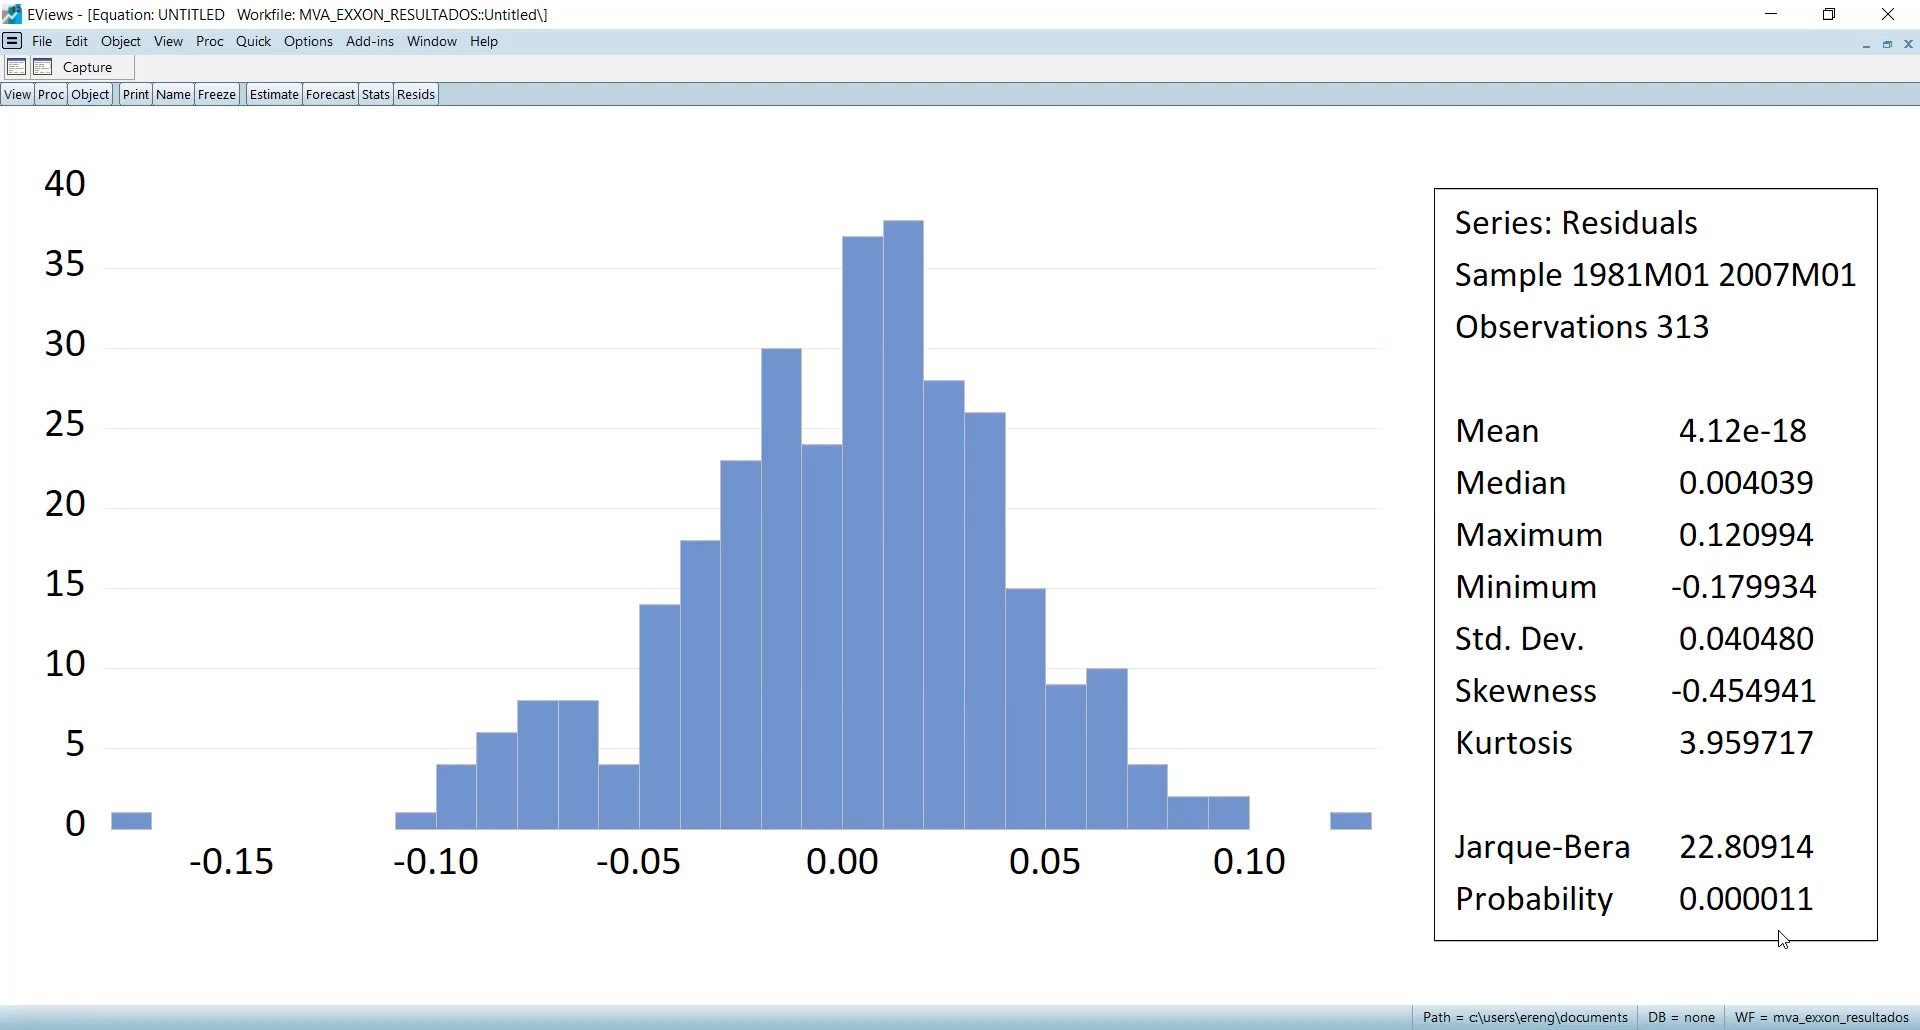 EViews - [Equation: UNTITLED   Workfile: MVA_EXXON_RESULTADOS::Untitled\]
File Edit Object View Proc Quick Options Add-ins Window Help
Capture
View Proc Object Print Name Freeze Estimate Forecast Stats Resids
40
35
30
25
20
15
10
5
0
-0.15 -0.10 -0.05 0.00 0.05 0.10
Series: Residuals
Sample 1981M01 2007M01
Observations 313
Mean 4.12e-18
Median 0.004039
Maximum 0.120994
Minimum -0.179934
Std. Dev. 0.040480
Skewness -0.454941
Kurtosis 3.959717
Jarque-Bera 22.80914
Probability 0.000011
Path = c:\users\ereng\documents DB = none WF = mva_exxon_resultados